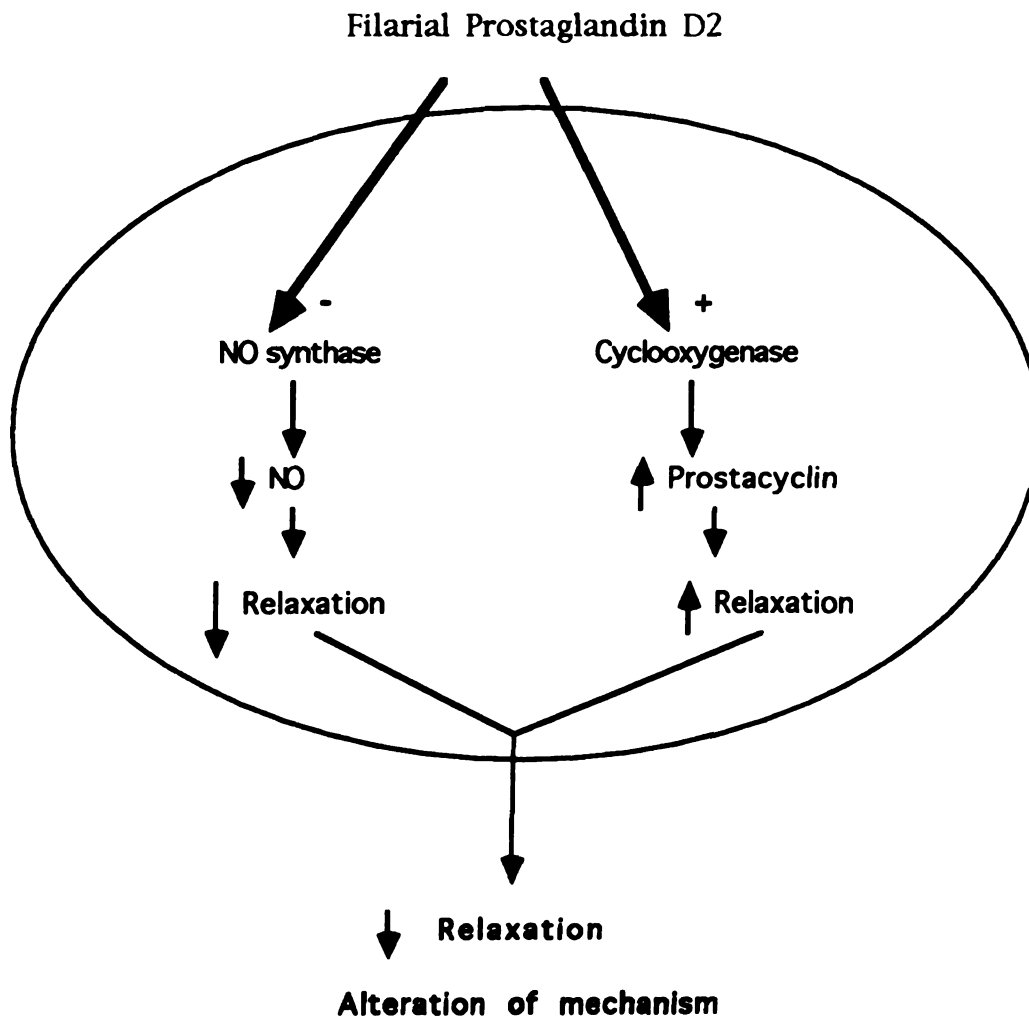 Filarial Prostaglandin D2
- +
NO synthase Cyclooxygenase
NO Prostacyclin
Relaxation Relaxation
Relaxation
Alteration of mechanism